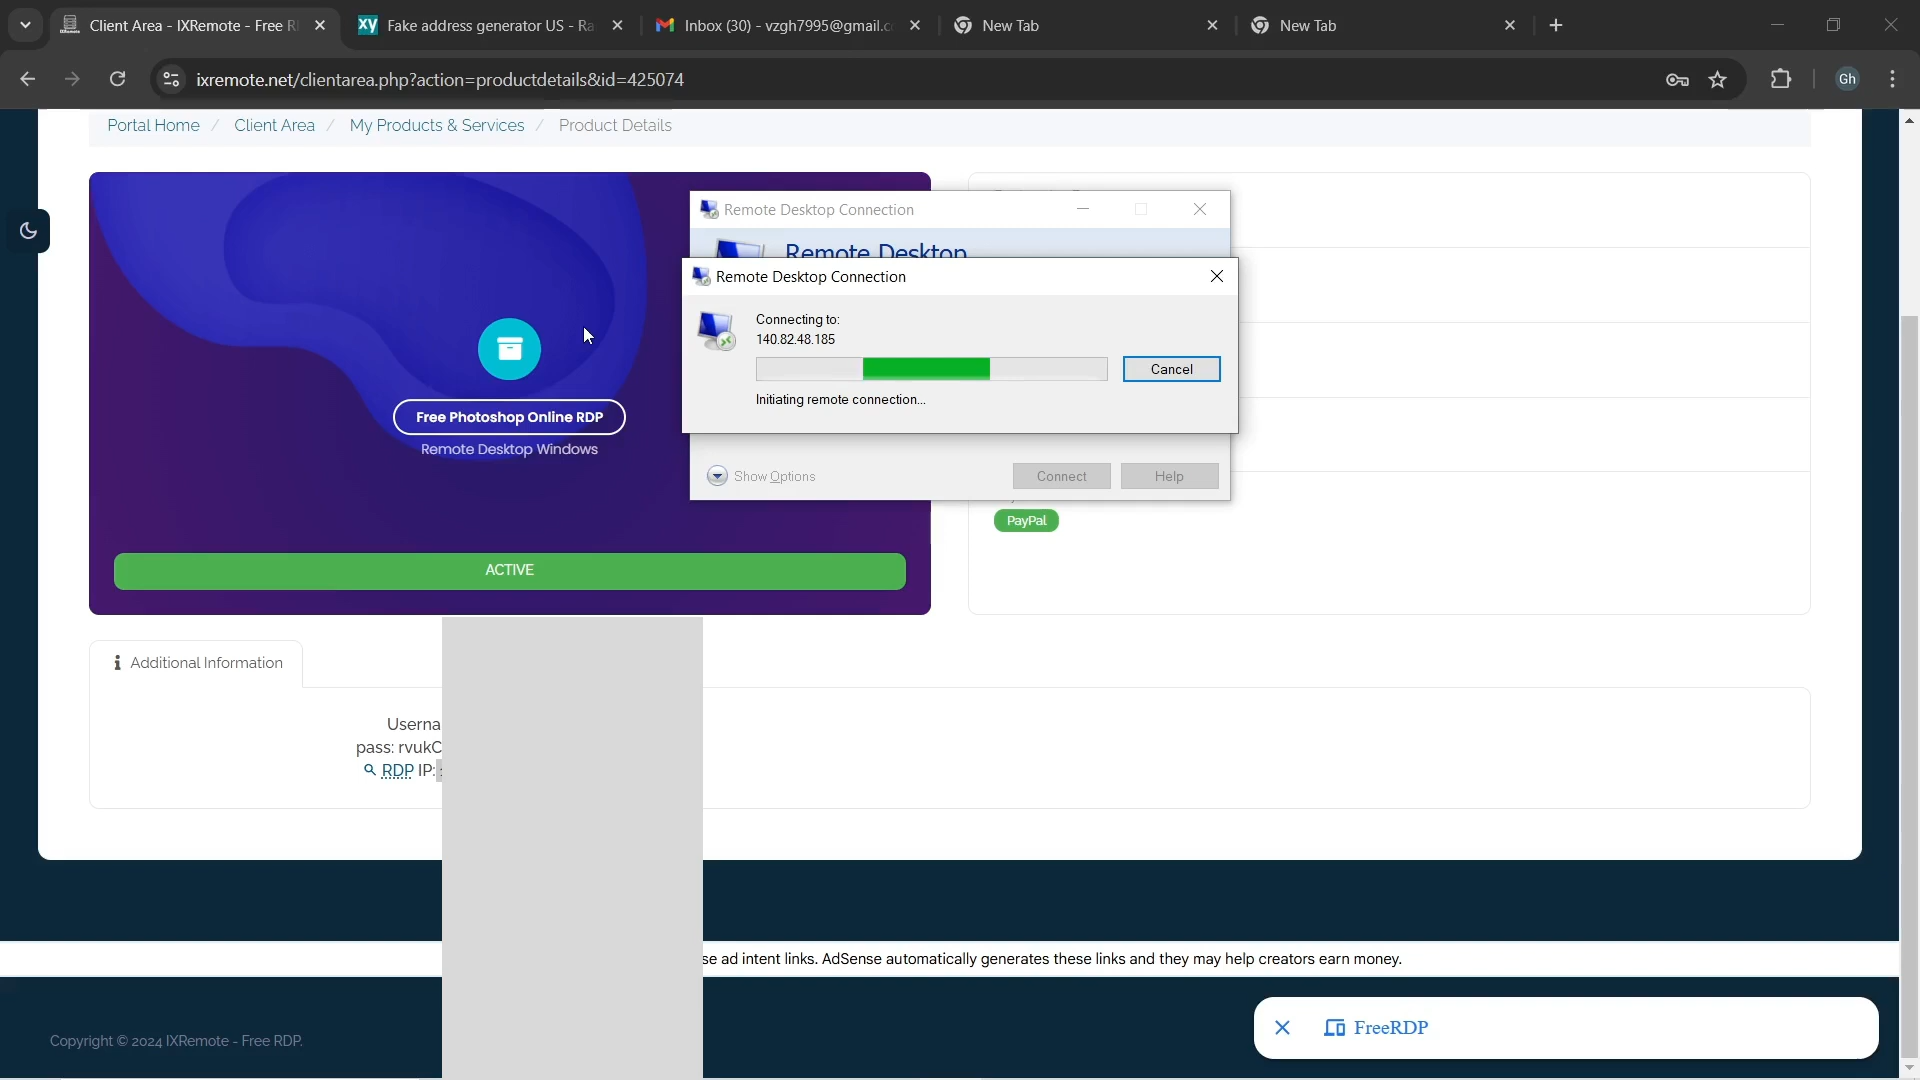 Client Area - IXRemote - Free R
Fake address generator US - Ra
Inbox (30) - vzgh7995@gmail.c
New Tab
New Tab
ixremote.net/clientarea.php?action=productdetails&id=425074
Gh
Portal Home / Client Area / My Products & Services / Product Details
Remote Desktop Connection
Remote Desktop
Remote Desktop Connection
Connecting to:
140.82.48.185
Cancel
Initiating remote connection...
Show Options
Connect
Help
Free Photoshop Online RDP
Remote Desktop Windows
PayPal
ACTIVE
Additional Information
Userna
pass: rvukC
RDP IP:
se ad intent links. AdSense automatically generates these links and they may help creators earn money.
FreeRDP
Copyright © 2024 IXRemote - Free RDP.